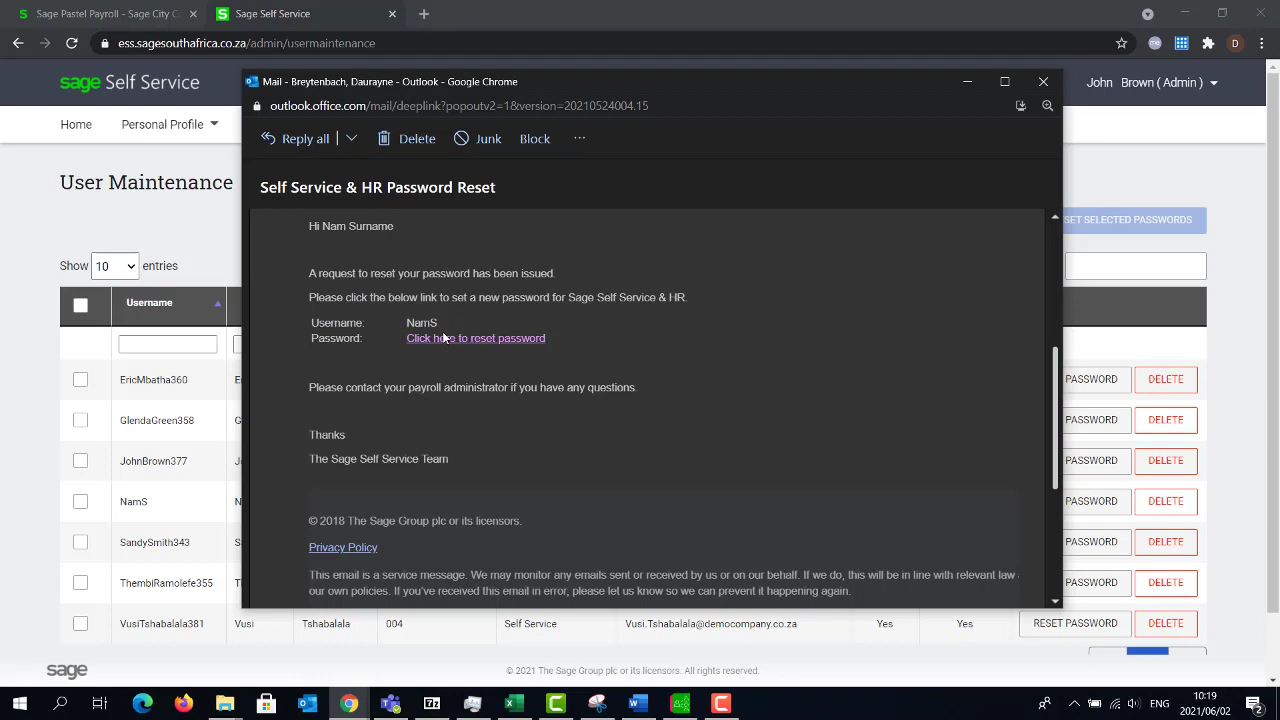 Sage Pastel Payroll - Sage City C
Sage Self Service
ess.sagesouthafrica.co.za/admin/usermaintenance
D
sage Self Service
John Brown ( Admin )
Home
Personal Profile
Mail - Breytenbach, Daurayne - Outlook - Google Chrome
outlook.office.com/mail/deeplink?popoutv2=1&version=20210524004.15
Reply all
Delete
Junk
Block
User Maintenance
Self Service & HR Password Reset
SET SELECTED PASSWORDS
Show 10 entries
Username
Hi Nam Surname
A request to reset your password has been issued.
Please click the below link to set a new password for Sage Self Service & HR.
Username: NamS
Password: Click here to reset password
Please contact your payroll administrator if you have any questions.
Thanks
The Sage Self Service Team
© 2018 The Sage Group plc or its licensors.
Privacy Policy
This email is a service message. We may monitor any emails sent or received by us or on our behalf. If we do, this will be in line with relevant law
our own policies. If you've received this email in error, please let us know so we can prevent it happening again.
EricMbatha360 PASSWORD DELETE
GlendaGreen358 PASSWORD DELETE
JohnBrown377 PASSWORD DELETE
NamS PASSWORD DELETE
SandySmith343 PASSWORD DELETE
ThembiRamolefe355 PASSWORD DELETE
VusiTshabalala381 Vusi Tshabalala 004 Self Service Vusi.Tshabalala@democompany.co.za Yes Yes RESET PASSWORD DELETE
sage
© 2021 The Sage Group plc or its licensors. All rights reserved.
ENG
10:19
2021/06/02
2